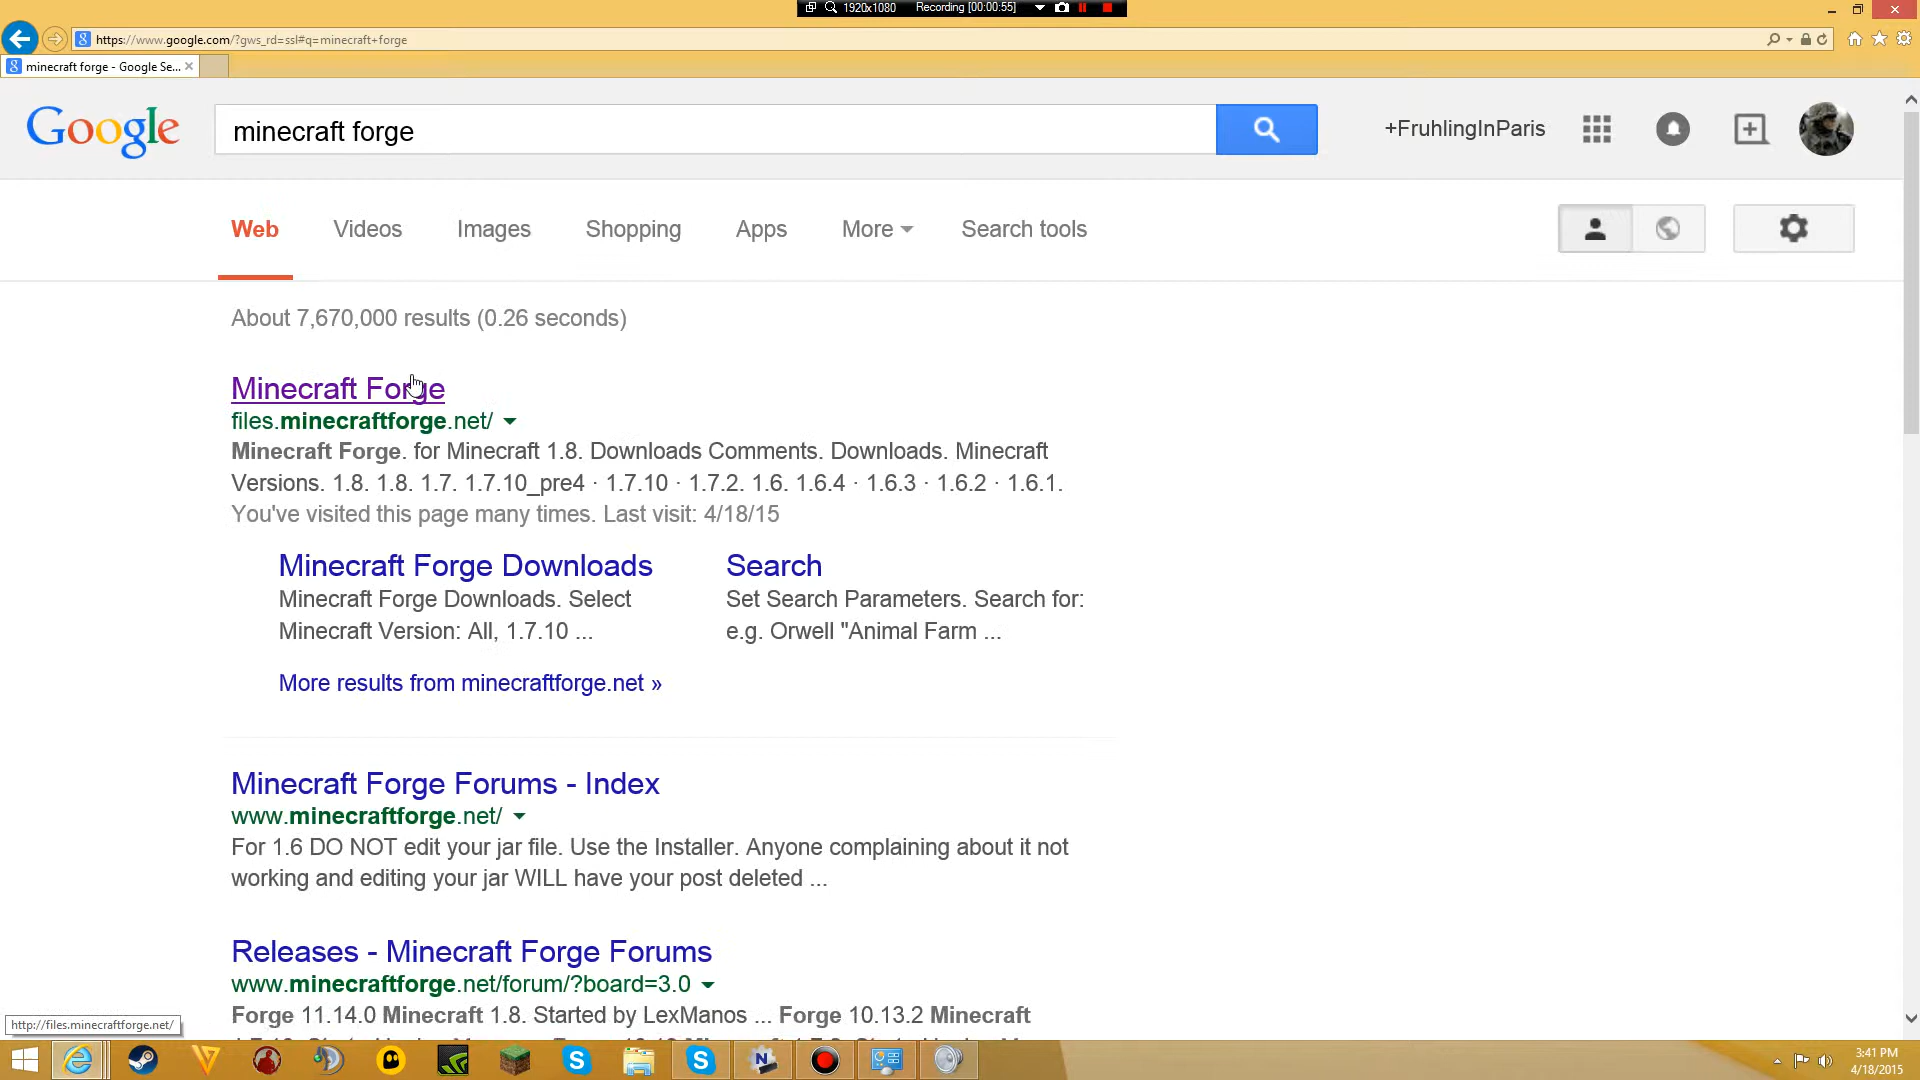 1920x1080 Recording [00:00:55]
https://www.google.com/?gws_rd=ssl#q=minecraft+forge
minecraft forge - Google Se...
Google
minecraft forge
+FruhlingInParis
Web Videos Images Shopping Apps More Search tools
About 7,670,000 results (0.26 seconds)
Minecraft Forge
files.minecraftforge.net/
Minecraft Forge. for Minecraft 1.8. Downloads Comments. Downloads. Minecraft
Versions. 1.8. 1.8. 1.7. 1.7.10_pre4 · 1.7.10 · 1.7.2. 1.6. 1.6.4 · 1.6.3 · 1.6.2 · 1.6.1.
You've visited this page many times. Last visit: 4/18/15
Minecraft Forge Downloads
Minecraft Forge Downloads. Select
Minecraft Version: All, 1.7.10 ...
Search
Set Search Parameters. Search for:
e.g. Orwell "Animal Farm ...
More results from minecraftforge.net »
Minecraft Forge Forums - Index
www.minecraftforge.net/
For 1.6 DO NOT edit your jar file. Use the Installer. Anyone complaining about it not
working and editing your jar WILL have your post deleted ...
Releases - Minecraft Forge Forums
www.minecraftforge.net/forum/?board=3.0
Forge 11.14.0 Minecraft 1.8. Started by LexManos ... Forge 10.13.2 Minecraft
http://files.minecraftforge.net/
3:41 PM
4/18/2015